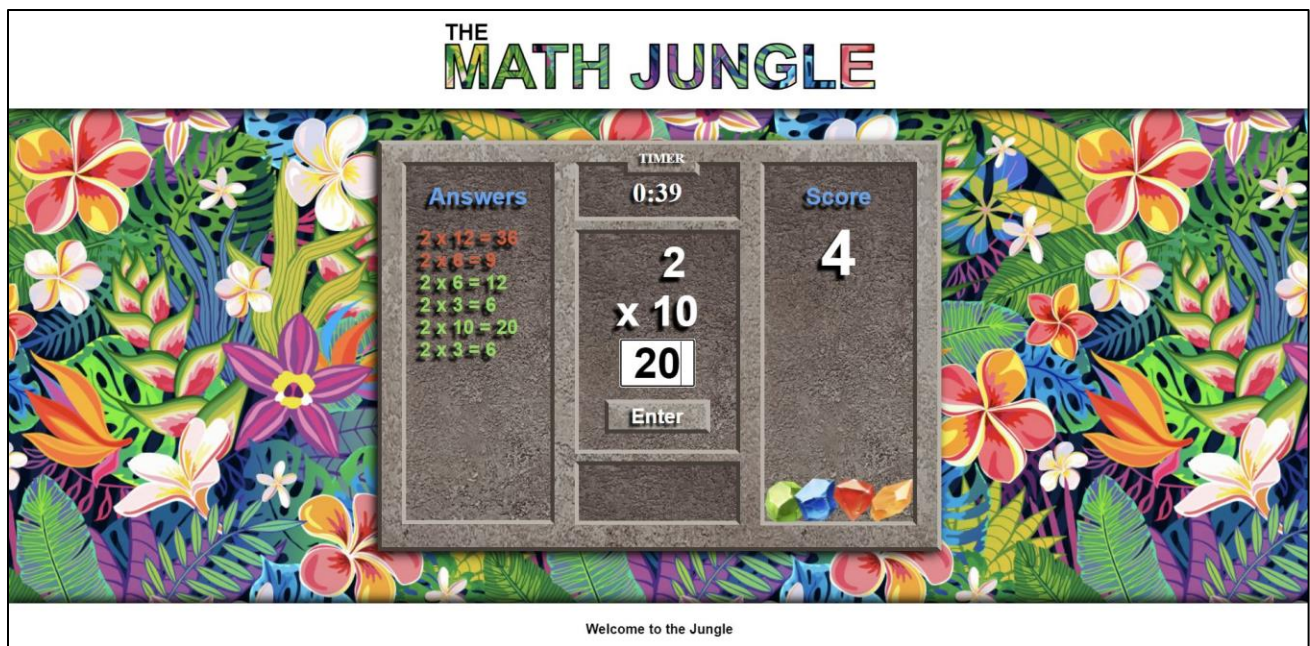 THE
MATH JUNGLE
TIMER
0:39
Answers
2 x 12 = 36
2 x 6 = 9
2 x 6 = 12
2 x 3 = 6
2 x 10 = 20
2 x 3 = 6
2
x 10
20
Enter
Score
4
Welcome to the Jungle